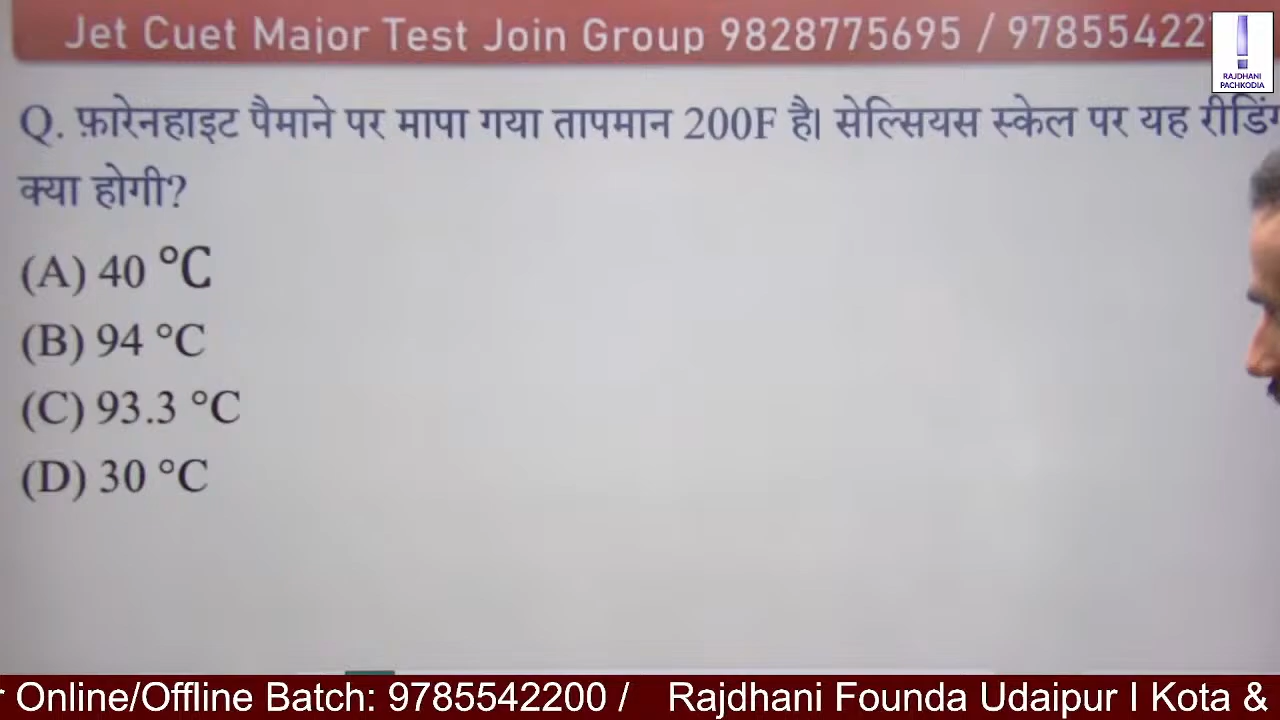 Jet Cuet Major Test Join Group 9828775695 / 97855422
RAJDHANI
PACHKODIA
Q. फ़ारेनहाइट पैमाने पर मापा गया तापमान 200F है। सेल्सियस स्केल पर यह रीडिंग
क्या होगी?
(A) 40 °C
(B) 94 °C
(C) 93.3 °C
(D) 30 °C
Online/Offline Batch: 9785542200 / Rajdhani Founda Udaipur I Kota &